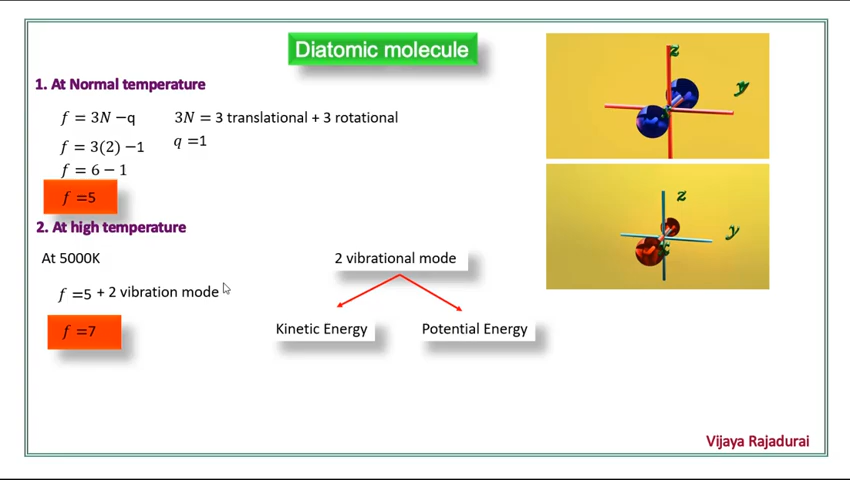 Diatomic molecule
1. At Normal temperature
f = 3N −q
3N = 3 translational + 3 rotational
f = 3(2) −1
q =1
f = 6 − 1
f =5
2. At high temperature
At 5000K
2 vibrational mode
f =5 + 2 vibration mode
Kinetic Energy
Potential Energy
f =7
z
y
z
y
Vijaya Rajadurai